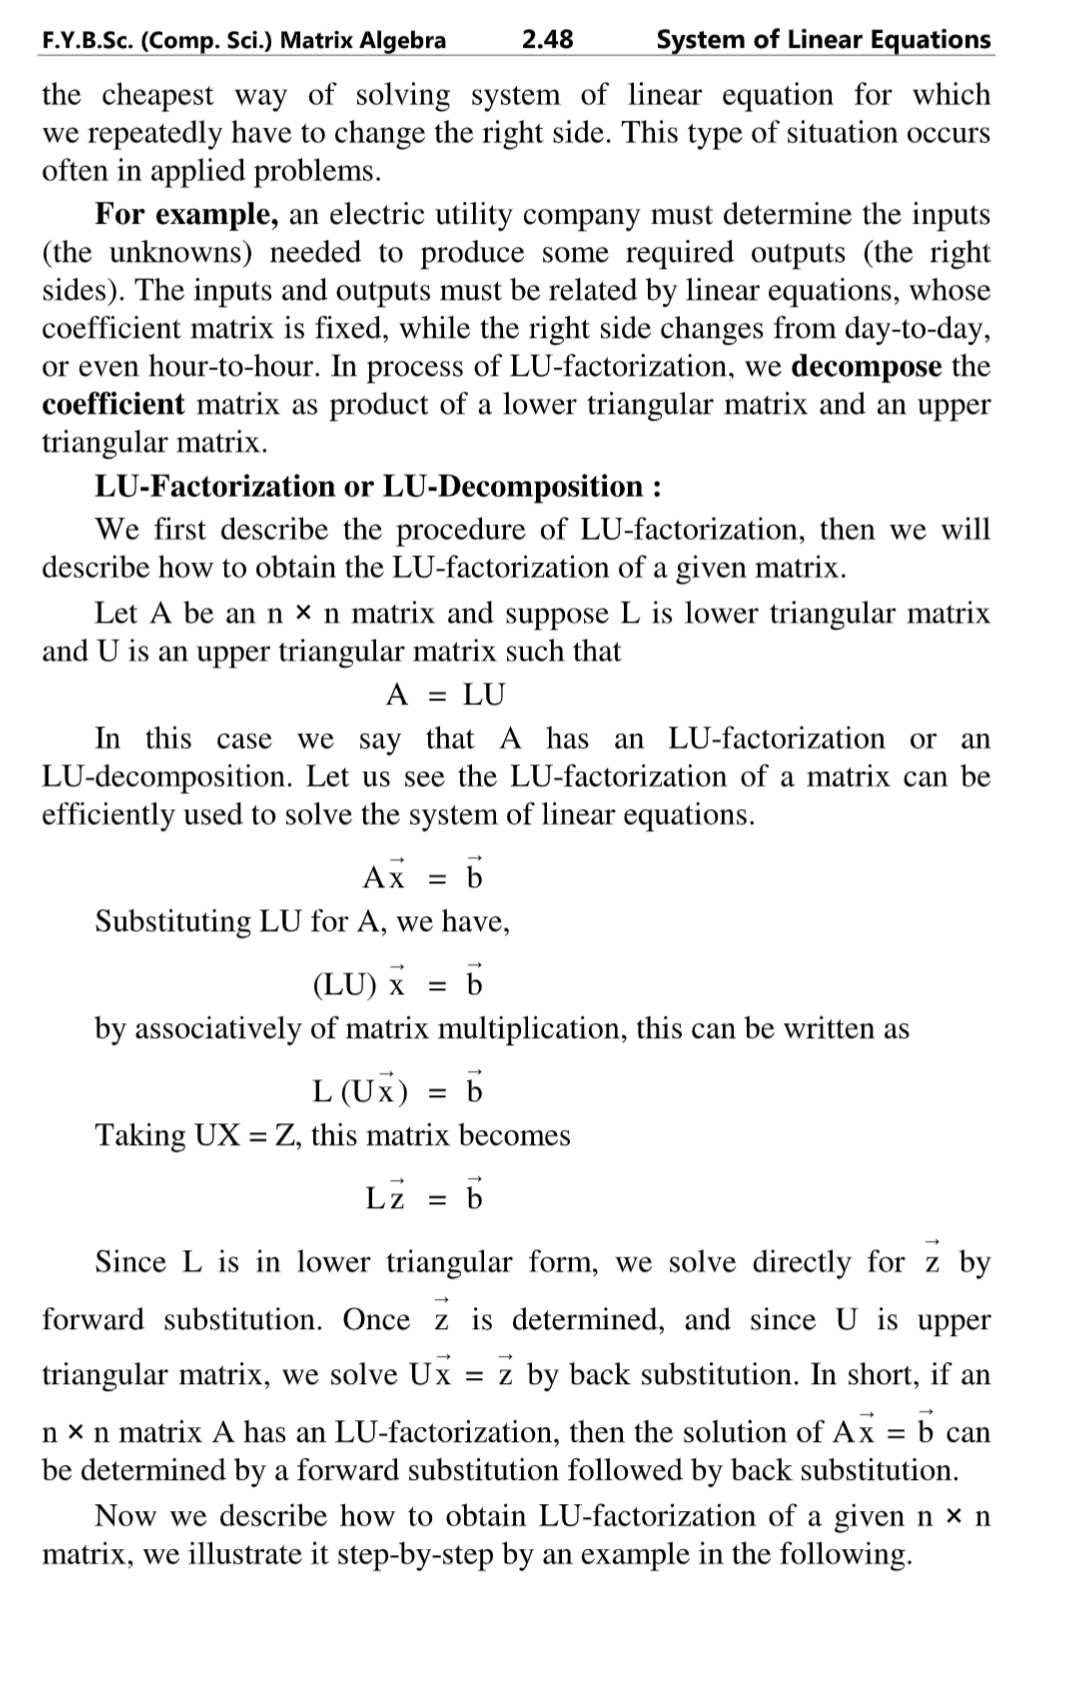 F.Y.B.Sc. (Comp. Sci.) Matrix Algebra 2.48 System of Linear Equations
the cheapest way of solving system of linear equation for which
we repeatedly have to change the right side. This type of situation occurs
often in applied problems.
For example, an electric utility company must determine the inputs
(the unknowns) needed to produce some required outputs (the right
sides). The inputs and outputs must be related by linear equations, whose
coefficient matrix is fixed, while the right side changes from day-to-day,
or even hour-to-hour. In process of LU-factorization, we decompose the
coefficient matrix as product of a lower triangular matrix and an upper
triangular matrix.
LU-Factorization or LU-Decomposition :
We first describe the procedure of LU-factorization, then we will
describe how to obtain the LU-factorization of a given matrix.
Let A be an n × n matrix and suppose L is lower triangular matrix
and U is an upper triangular matrix such that
A = LU
In this case we say that A has an LU-factorization or an
LU-decomposition. Let us see the LU-factorization of a matrix can be
efficiently used to solve the system of linear equations.
Ax⃗ = b⃗
Substituting LU for A, we have,
(LU) x⃗ = b⃗
by associatively of matrix multiplication, this can be written as
L (Ux⃗) = b⃗
Taking UX = Z, this matrix becomes
Lz⃗ = b⃗
Since L is in lower triangular form, we solve directly for z⃗ by
forward substitution. Once z⃗ is determined, and since U is upper
triangular matrix, we solve Ux⃗ = z⃗ by back substitution. In short, if an
n × n matrix A has an LU-factorization, then the solution of Ax⃗ = b⃗ can
be determined by a forward substitution followed by back substitution.
Now we describe how to obtain LU-factorization of a given n × n
matrix, we illustrate it step-by-step by an example in the following.